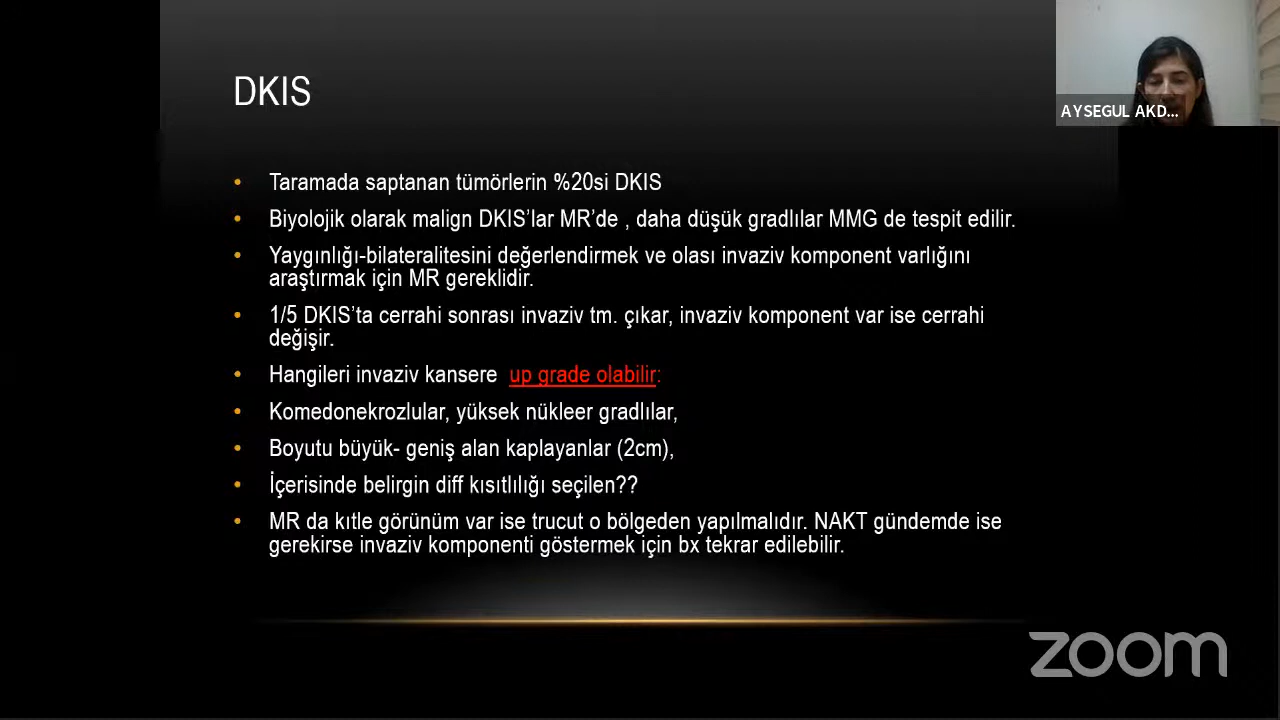 DKIS
AYSEGUL AKD...
• Taramada saptanan tümörlerin %20si DKIS
• Biyolojik olarak malign DKIS'lar MR'de , daha düşük gradlılar MMG de tespit edilir.
• Yaygınlığı-bilateralitesini değerlendirmek ve olası invaziv komponent varlığını
araştırmak için MR gereklidir.
• 1/5 DKIS'ta cerrahi sonrası invaziv tm. çıkar, invaziv komponent var ise cerrahi
değişir.
• Hangileri invaziv kansere up grade olabilir:
• Komedonekrozlular, yüksek nükleer gradlılar,
• Boyutu büyük- geniş alan kaplayanlar (2cm),
• İçerisinde belirgin diff kısıtlılığı seçilen??
• MR da kıtle görünüm var ise trucut o bölgeden yapılmalıdır. NAKT gündemde ise
gerekirse invaziv komponenti göstermek için bx tekrar edilebilir.
zoom